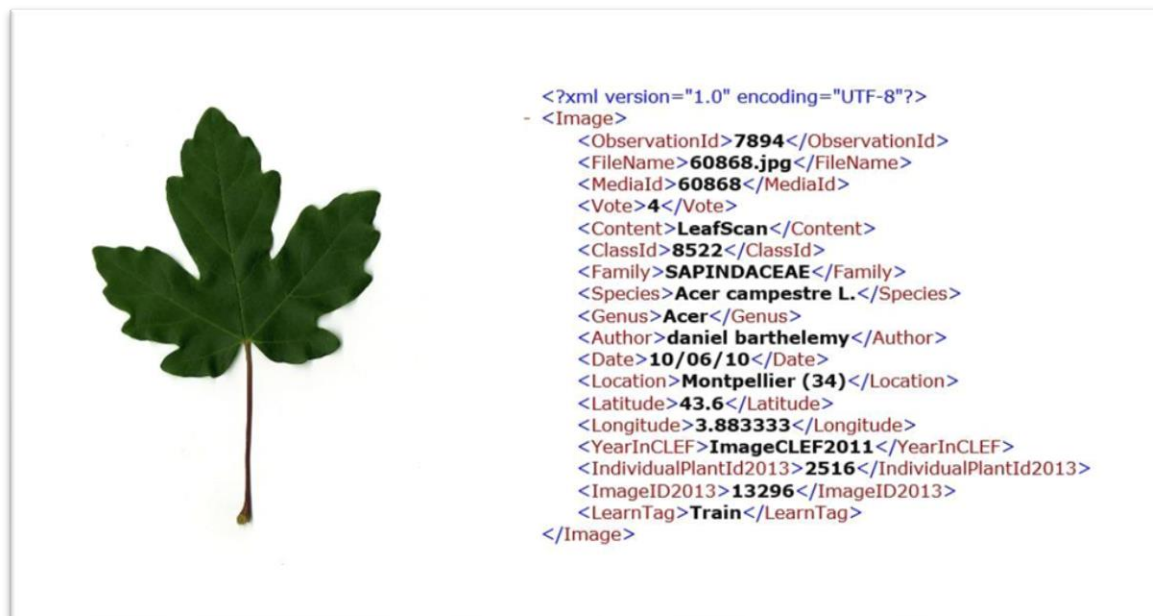 <?xml version="1.0" encoding="UTF-8"?>
- <Image>
<ObservationId>7894</ObservationId>
<FileName>60868.jpg</FileName>
<MediaId>60868</MediaId>
<Vote>4</Vote>
<Content>LeafScan</Content>
<ClassId>8522</ClassId>
<Family>SAPINDACEAE</Family>
<Species>Acer campestre L.</Species>
<Genus>Acer</Genus>
<Author>daniel barthelemy</Author>
<Date>10/06/10</Date>
<Location>Montpellier (34)</Location>
<Latitude>43.6</Latitude>
<Longitude>3.883333</Longitude>
<YearInCLEF>ImageCLEF2011</YearInCLEF>
<IndividualPlantId2013>2516</IndividualPlantId2013>
<ImageID2013>13296</ImageID2013>
<LearnTag>Train</LearnTag>
</Image>